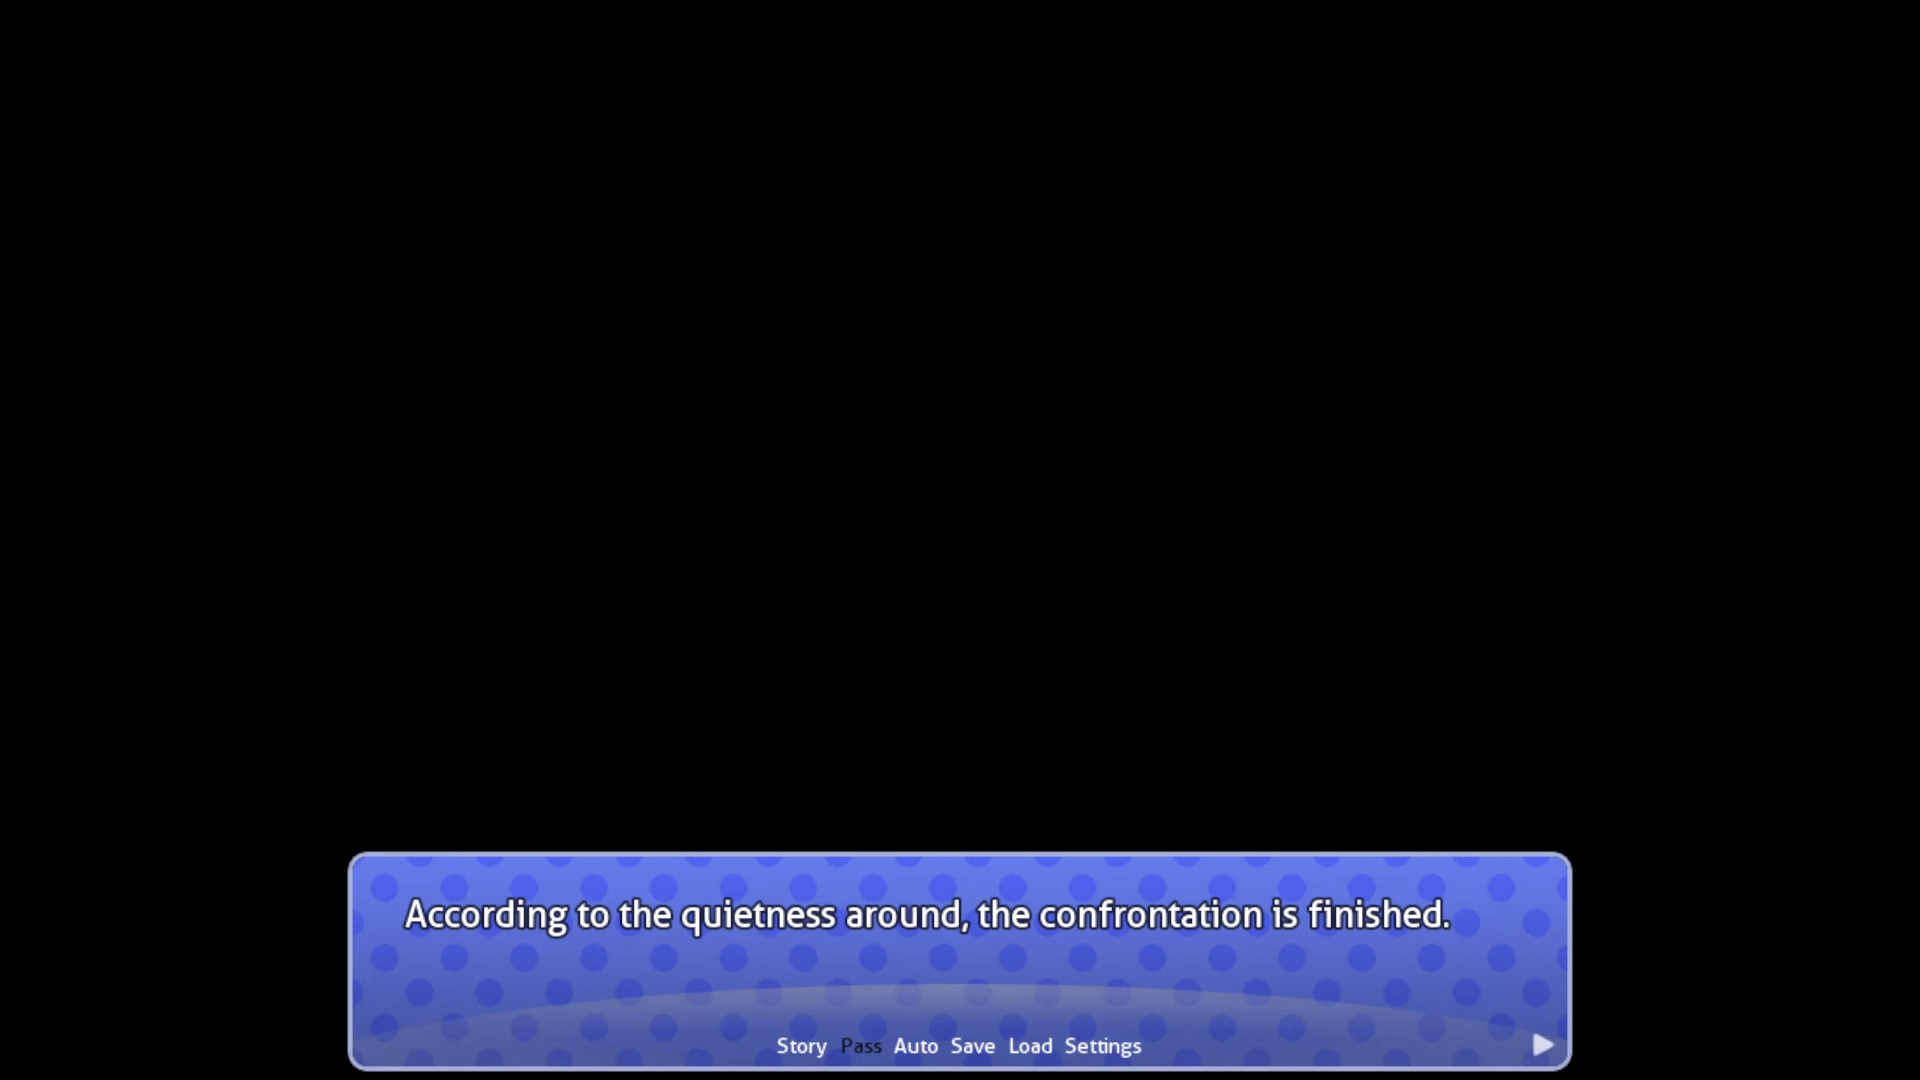 According to the quietness around, the confrontation is finished.
Story Pass Auto Save Load Settings